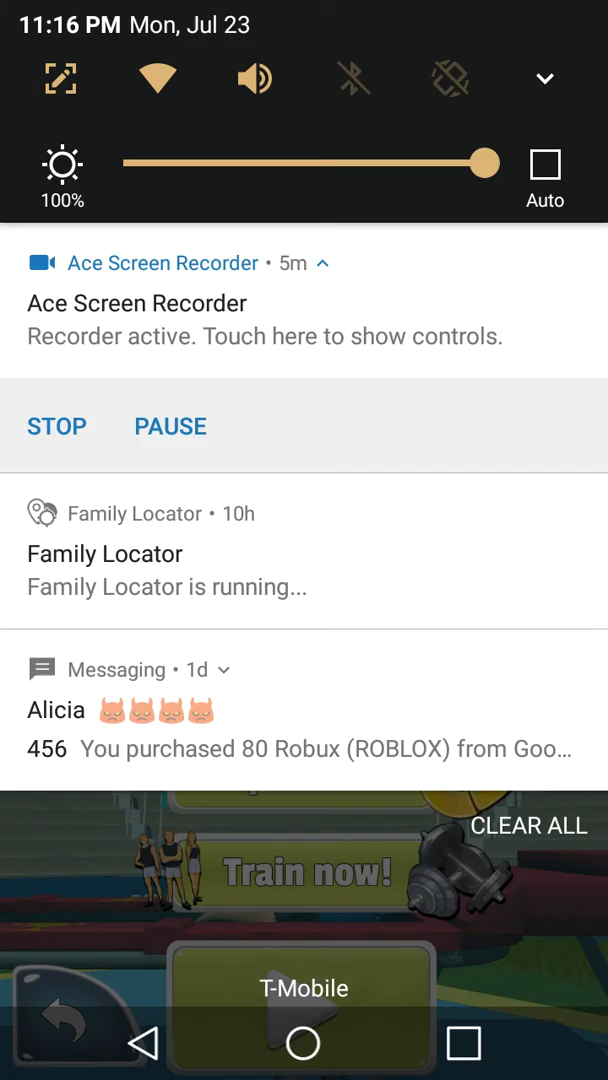 11:16 PM Mon, Jul 23
100%
Auto
Ace Screen Recorder • 5m
Ace Screen Recorder
Recorder active. Touch here to show controls.
STOP PAUSE
Family Locator • 10h
Family Locator
Family Locator is running...
Messaging • 1d
Alicia 👿👿👿👿
456 You purchased 80 Robux (ROBLOX) from Goo...
CLEAR ALL
Train now!
T-Mobile